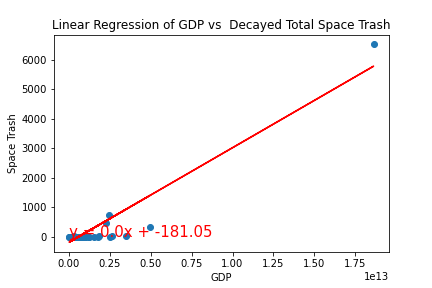 Linear Regression of GDP vs  Decayed Total Space Trash
6000
5000
4000
3000
2000
1000
0
Space Trash
y = 0.0x + -181.05
0.00 0.25 0.50 0.75 1.00 1.25 1.50 1.75
1e13
GDP